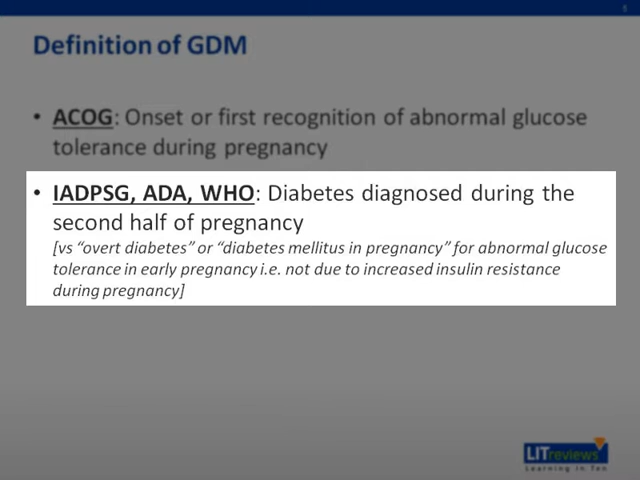 Definition of GDM
• ACOG: Onset or first recognition of abnormal glucose
tolerance during pregnancy
• IADPSG, ADA, WHO: Diabetes diagnosed during the
second half of pregnancy
[vs “overt diabetes” or “diabetes mellitus in pregnancy” for abnormal glucose
tolerance in early pregnancy i.e. not due to increased insulin resistance
during pregnancy]
LITreviews
Learning in Ten